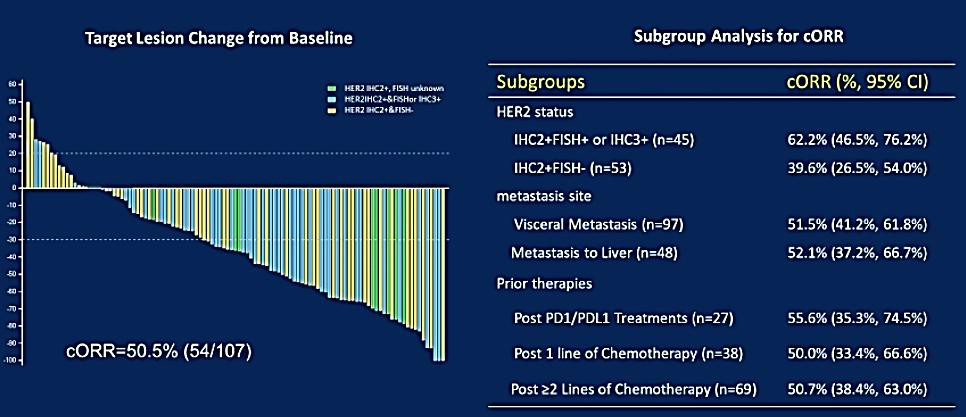 Target Lesion Change from Baseline
HER2 IHC2+, FISH unknown
HER2IHC2+&FISHor IHC3+
HER2 IHC2+&FISH-
60
50
40
30
20
10
0
-10
-20
-30
-40
-50
-60
-70
-80
-90
-100
cORR=50.5% (54/107)
Subgroup Analysis for cORR
Subgroups cORR (%, 95% CI)
HER2 status
IHC2+FISH+ or IHC3+ (n=45) 62.2% (46.5%, 76.2%)
IHC2+FISH- (n=53) 39.6% (26.5%, 54.0%)
metastasis site
Visceral Metastasis (n=97) 51.5% (41.2%, 61.8%)
Metastasis to Liver (n=48) 52.1% (37.2%, 66.7%)
Prior therapies
Post PD1/PDL1 Treatments (n=27) 55.6% (35.3%, 74.5%)
Post 1 line of Chemotherapy (n=38) 50.0% (33.4%, 66.6%)
Post ≥2 Lines of Chemotherapy (n=69) 50.7% (38.4%, 63.0%)